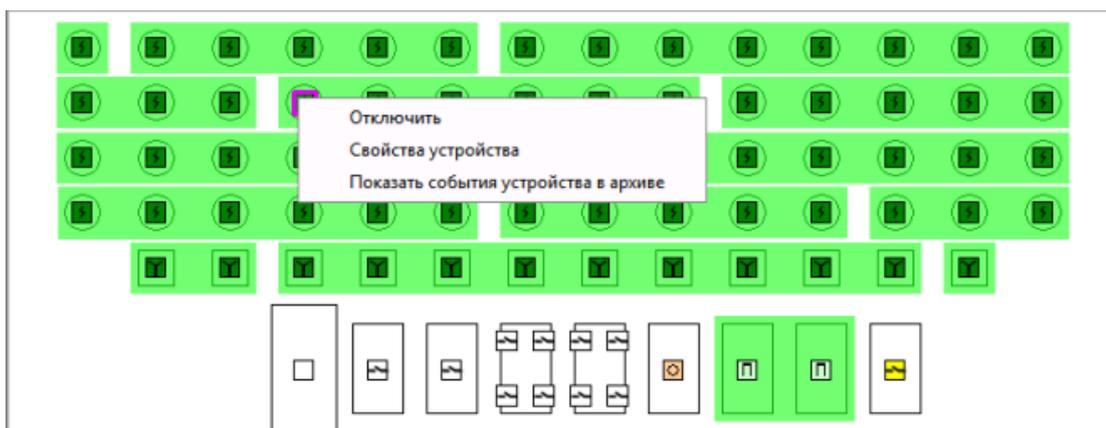 Отключить
Свойства устройства
Показать события устройства в архиве